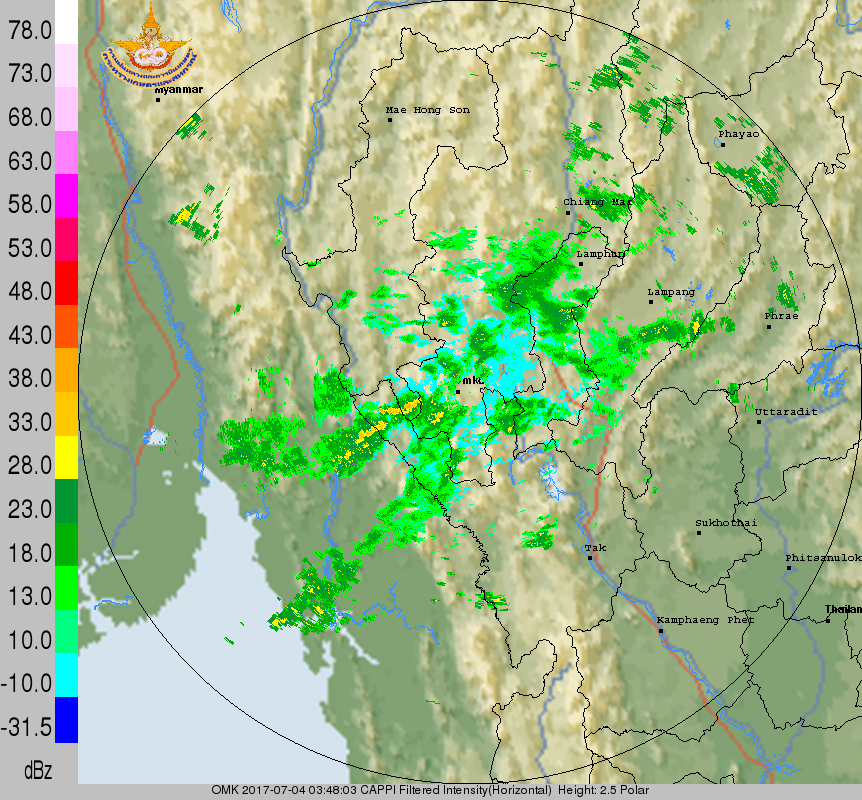 78.0
73.0
68.0
63.0
58.0
53.0
48.0
43.0
38.0
33.0
28.0
23.0
18.0
13.0
10.0
-10.0
-31.5
dBz
myanmar
Mae Hong Son
Phayao
Chiang Mai
Lamphun
Lampang
Phrae
Uttaradit
Sukhothai
Tak
Phitsanulok
Kamphaeng Phet
OMK 2017-07-04 03:48:03 CAPPI Filtered Intensity(Horizontal) Height: 2.5 Polar